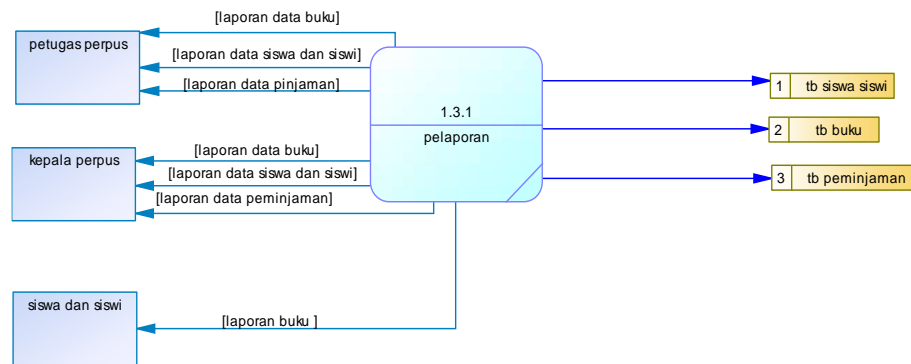 [laporan data buku]
petugas perpus
[laporan data siswa dan siswi]
[laporan data pinjaman]
1.3.1
pelaporan
1 tb siswa siswi
2 tb buku
3 tb peminjaman
[laporan data buku]
kepala perpus
[laporan data siswa dan siswi]
[laporan data peminjaman]
siswa dan siswi
[laporan buku ]